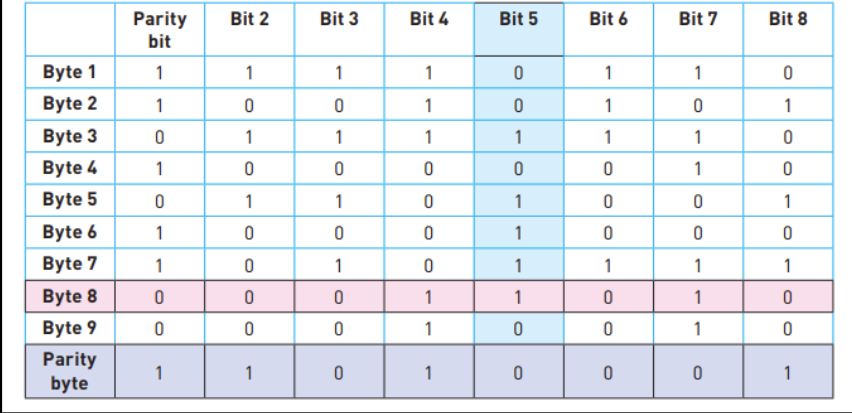 Parity bit Bit 2 Bit 3 Bit 4 Bit 5 Bit 6 Bit 7 Bit 8
Byte 1 1 1 1 1 0 1 1 0
Byte 2 1 0 0 1 0 1 0 1
Byte 3 0 1 1 1 1 1 1 0
Byte 4 1 0 0 0 0 0 1 0
Byte 5 0 1 1 0 1 0 0 1
Byte 6 1 0 0 0 1 0 0 0
Byte 7 1 0 1 0 1 1 1 1
Byte 8 0 0 0 1 1 0 1 0
Byte 9 0 0 0 1 0 0 1 0
Parity byte 1 1 0 1 0 0 0 1